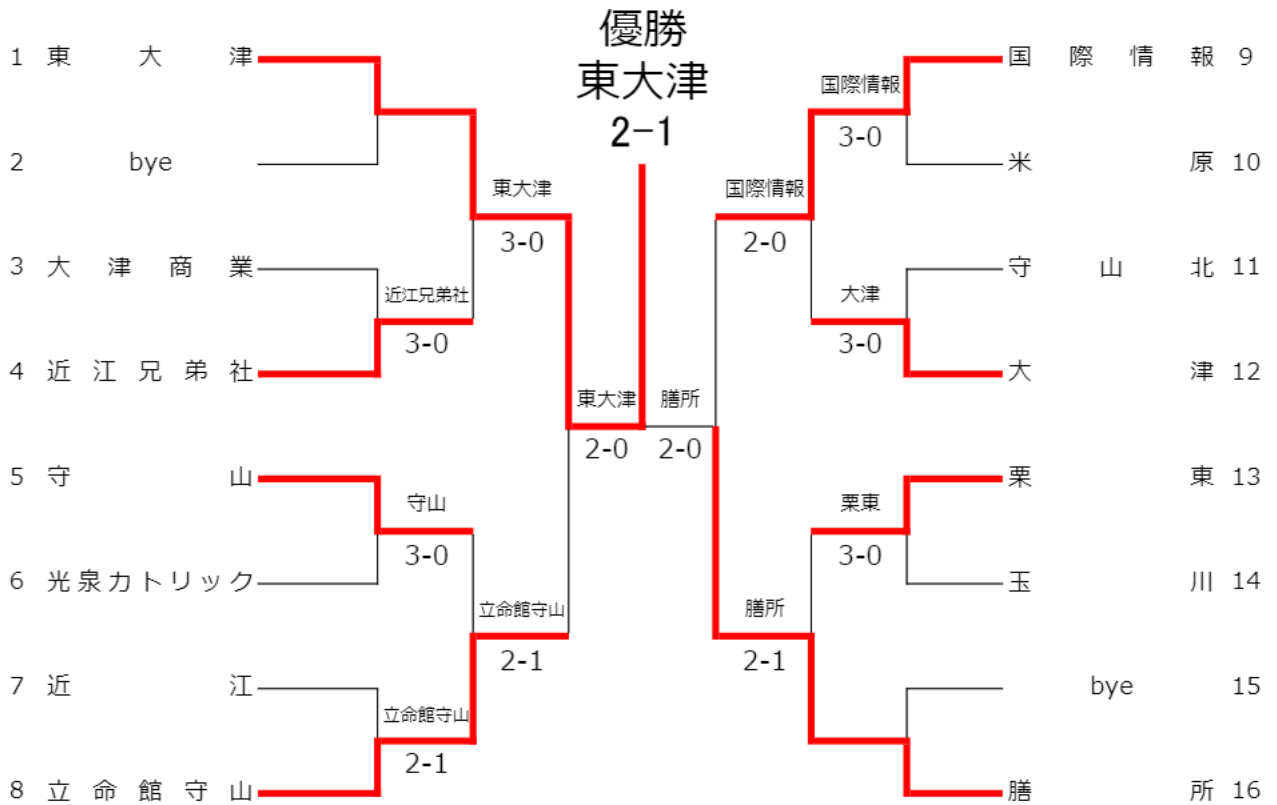 優勝
東大津
2-1
1 東大津
2 bye
3 大津商業
4 近江兄弟社
5 守山
6 光泉カトリック
7 近江
8 立命館守山
近江兄弟社
3-0
守山
3-0
立命館守山
2-1
東大津
3-0
立命館守山
2-1
東大津
2-0
膳所
2-0
国際情報
2-0
膳所
2-1
国際情報
3-0
大津
3-0
栗東
3-0
国際情報 9
米原 10
守山北 11
大津 12
栗東 13
玉川 14
bye 15
膳所 16